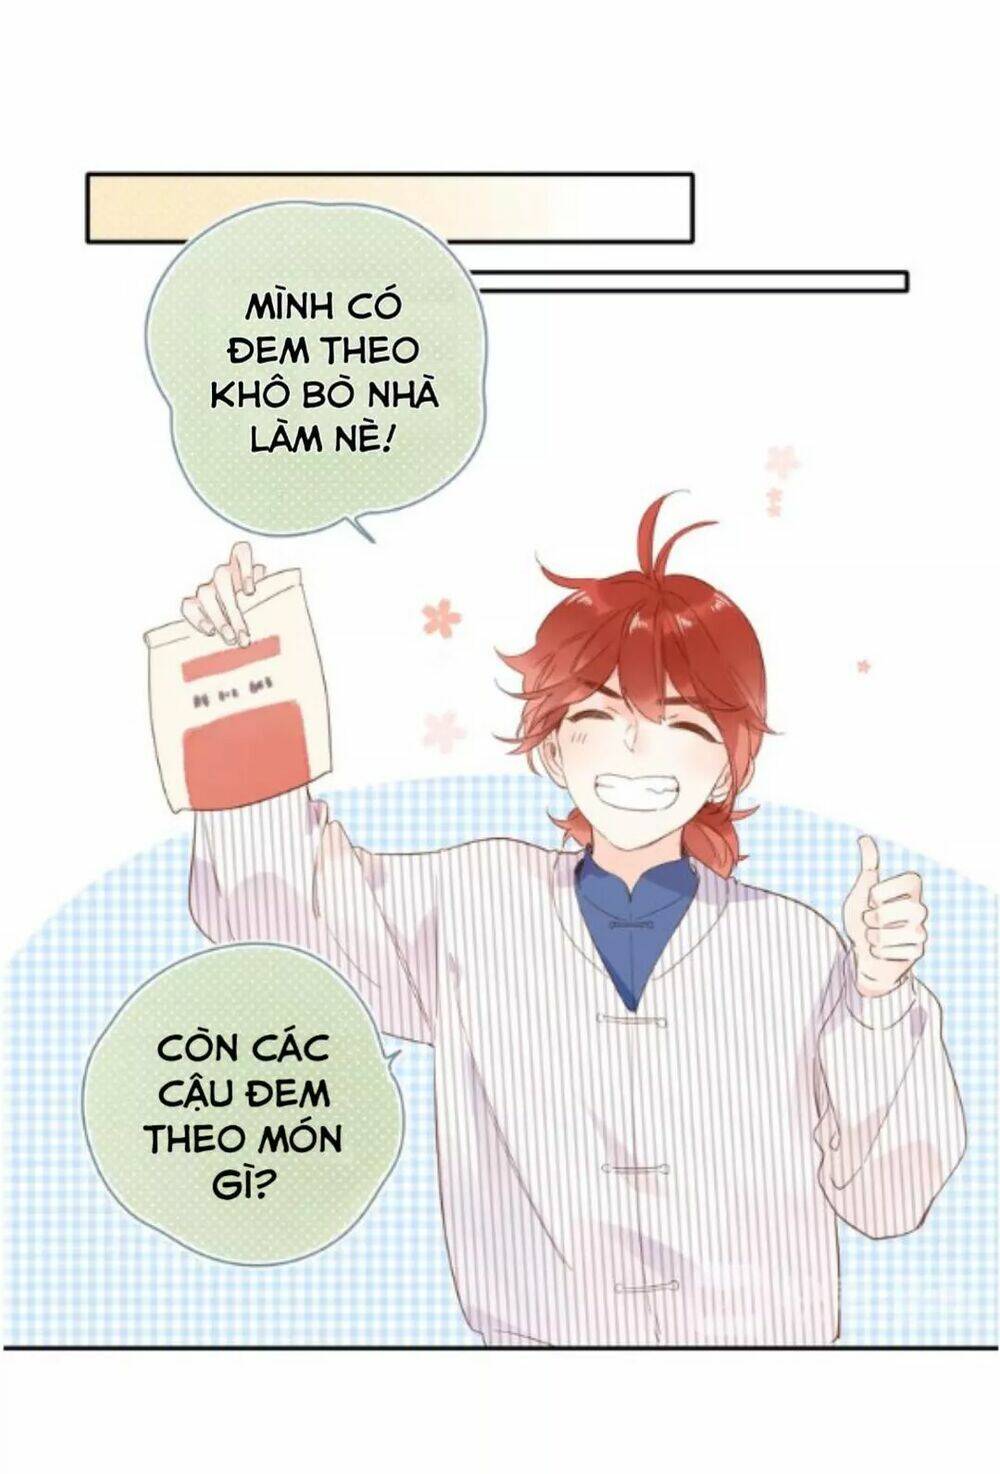 MÌNH CÓ
ĐEM THEO
KHÔ BÒ NHÀ
LÀM NÈ!
CÒN CÁC
CẬU ĐEM
THEO MÓN
GÌ?